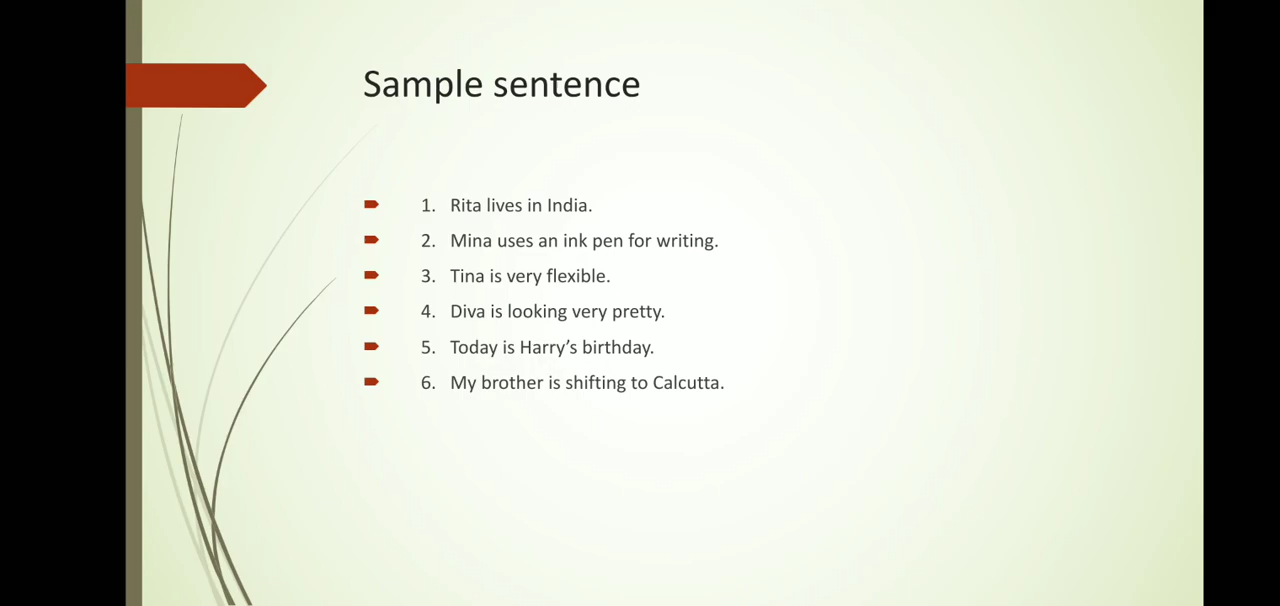 Sample sentence
1. Rita lives in India.
2. Mina uses an ink pen for writing.
3. Tina is very flexible.
4. Diva is looking very pretty.
5. Today is Harry’s birthday.
6. My brother is shifting to Calcutta.